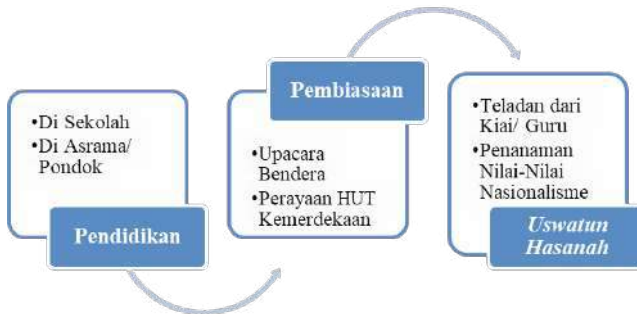 •Di Sekolah
•Di Asrama/
Pondok
Pendidikan
Pembiasaan
•Upacara
Bendera
•Perayaan HUT
Kemerdekaan
•Teladan dari
Kiai/ Guru
•Penanaman
Nilai-Nilai
Nasionalisme
Uswatun
Hasanah